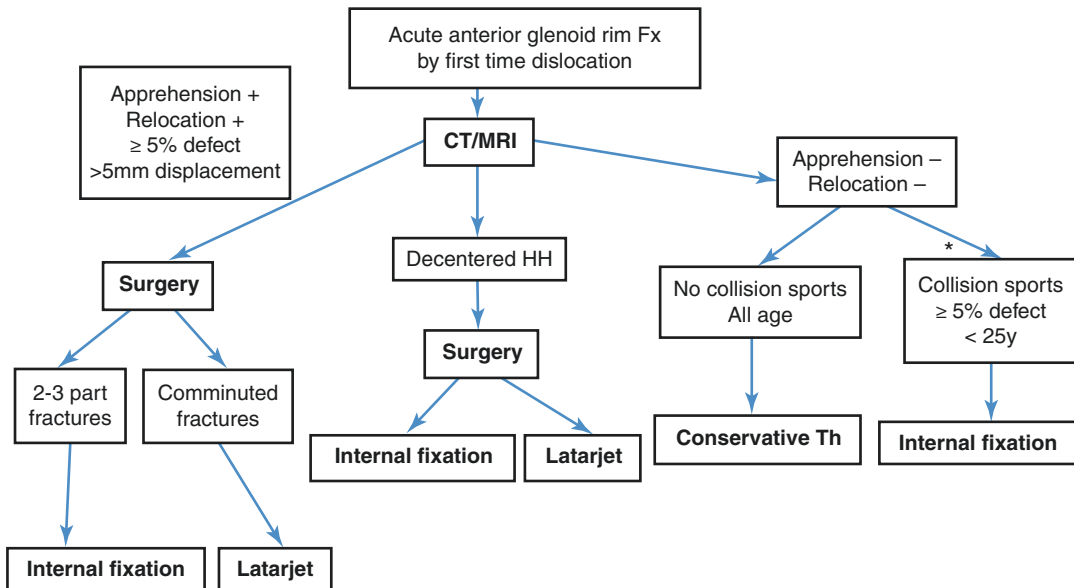 Acute anterior glenoid rim Fx
by first time dislocation
Apprehension +
Relocation +
≥ 5% defect
>5mm displacement
CT/MRI
Apprehension –
Relocation –
*
Decentered HH
Surgery
No collision sports
All age
Collision sports
≥ 5% defect
< 25y
Surgery
2-3 part
fractures
Comminuted
fractures
Internal fixation
Latarjet
Conservative Th
Internal fixation
Internal fixation
Latarjet